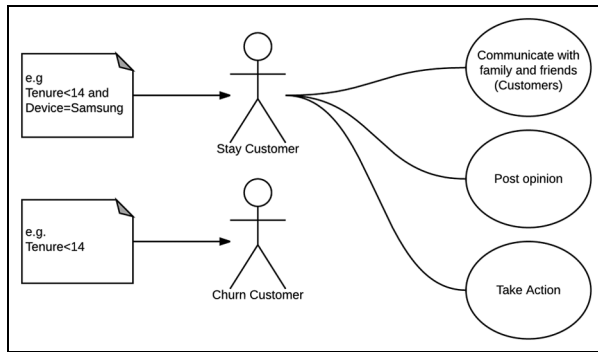 e.g
Tenure<14 and
Device=Samsung
Stay Customer
Communicate with
family and friends
(Customers)
Post opinion
e.g.
Tenure<14
Churn Customer
Take Action